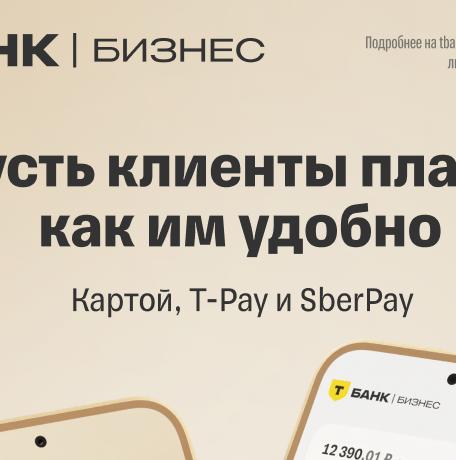 НК | БИЗНЕС
Подробнее на tba
усть клиенты пла
как им удобно
Картой, T-Pay и SberPay
Т БАНК | БИЗНЕС
12 390,01 ₽